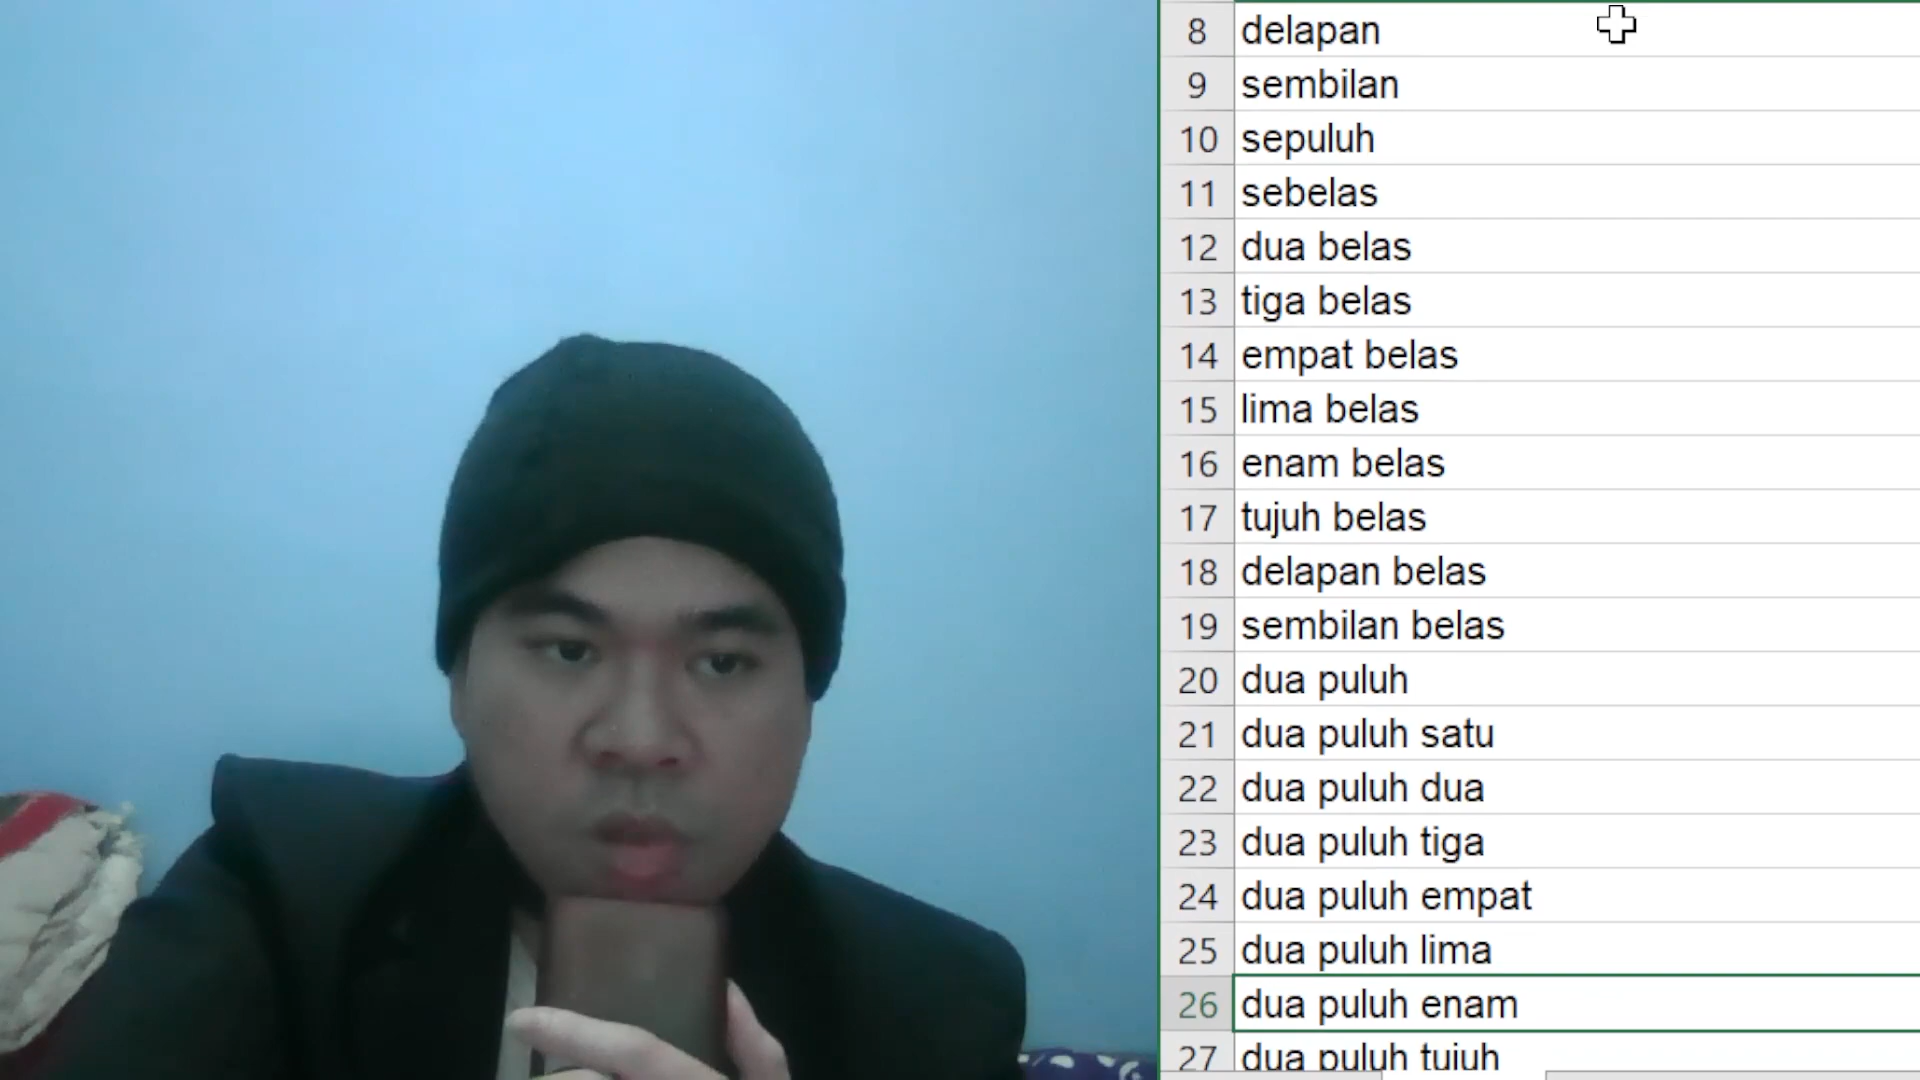 8 delapan
9 sembilan
10 sepuluh
11 sebelas
12 dua belas
13 tiga belas
14 empat belas
15 lima belas
16 enam belas
17 tujuh belas
18 delapan belas
19 sembilan belas
20 dua puluh
21 dua puluh satu
22 dua puluh dua
23 dua puluh tiga
24 dua puluh empat
25 dua puluh lima
26 dua puluh enam
27 dua puluh tujuh